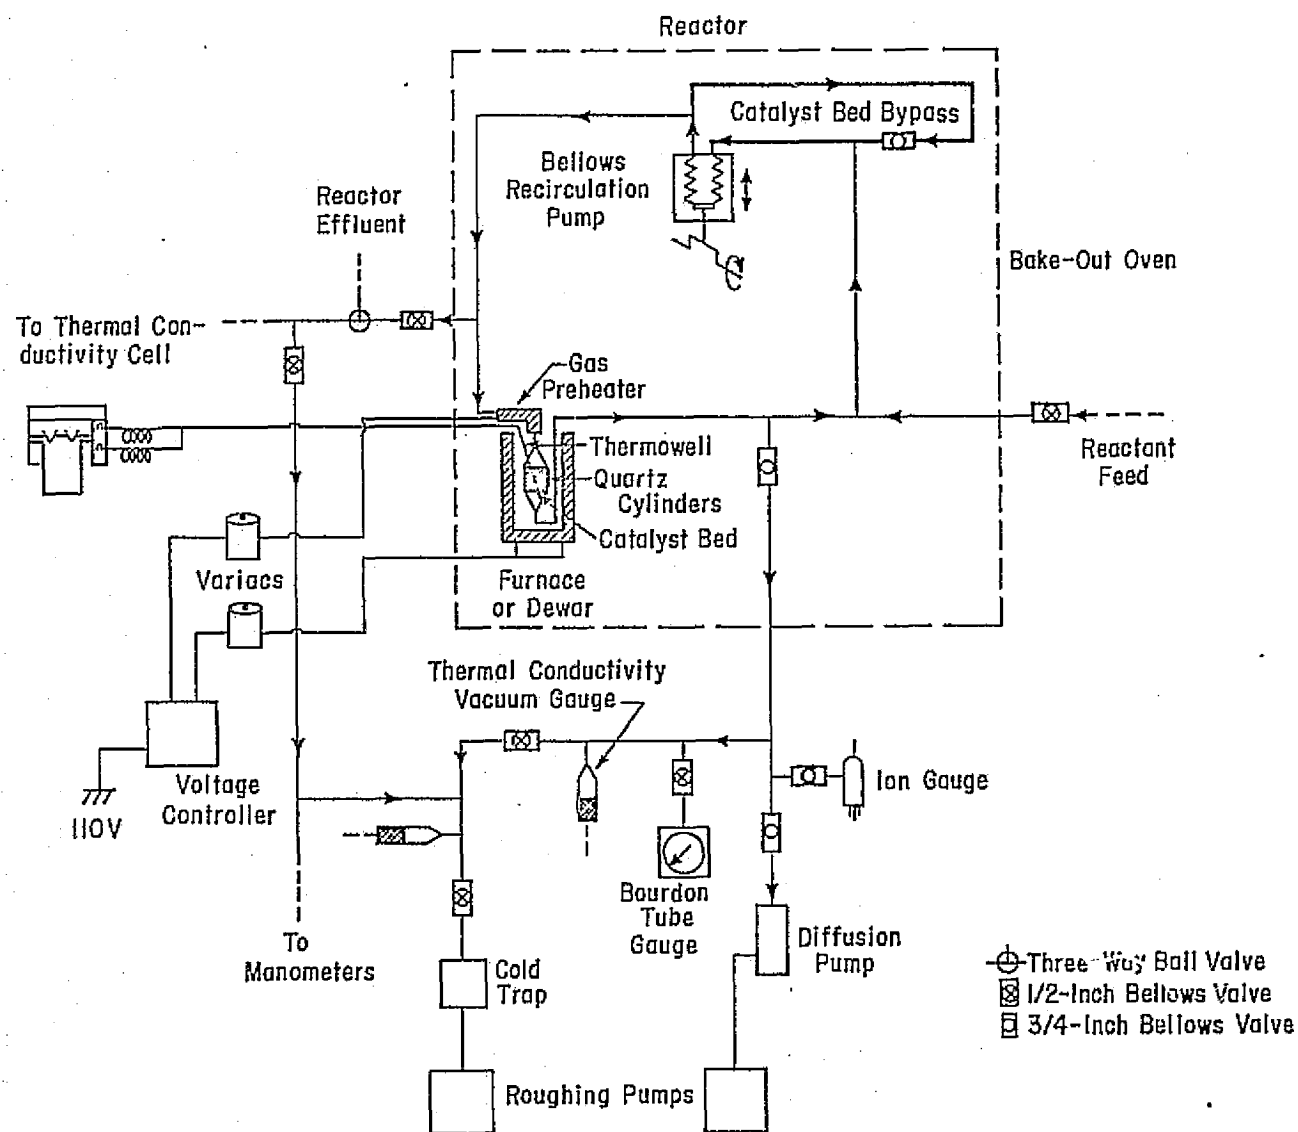 Reactor
Catalyst Bed Bypass
Bellows
Recirculation
Pump
Reactor
Effluent
Bake-Out Oven
To Thermal Con-
ductivity Cell
Gas
Preheater
Thermowell
Quartz
Cylinders
Catalyst Bed
Reactant
Feed
Variacs
Furnace
or Dewar
Thermal Conductivity
Vacuum Gauge
Voltage
Controller
110V
Ion Gauge
Bourdon
Tube
Gauge
To
Manometers
Cold
Trap
Diffusion
Pump
Three-Way Ball Valve
1/2-Inch Bellows Valve
3/4-Inch Bellows Valve
Roughing Pumps